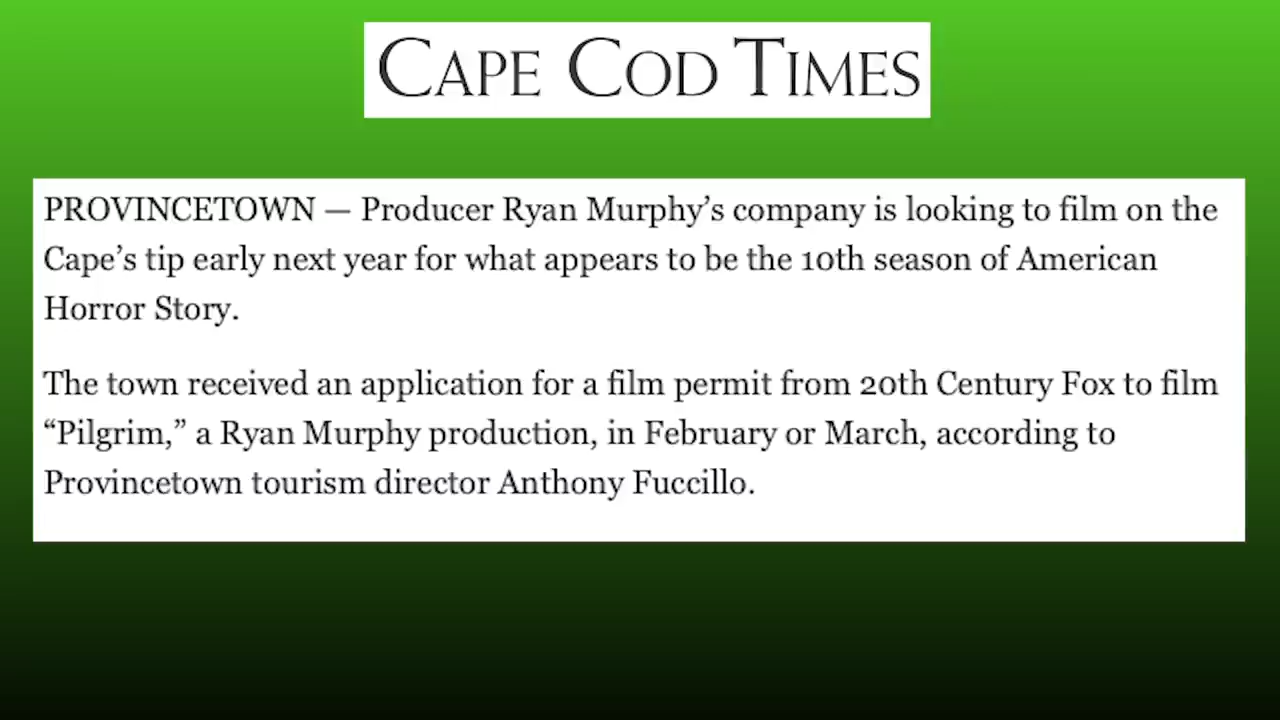 CAPE COD TIMES
PROVINCETOWN — Producer Ryan Murphy’s company is looking to film on the
Cape’s tip early next year for what appears to be the 10th season of American
Horror Story.
The town received an application for a film permit from 20th Century Fox to film
“Pilgrim,” a Ryan Murphy production, in February or March, according to
Provincetown tourism director Anthony Fuccillo.